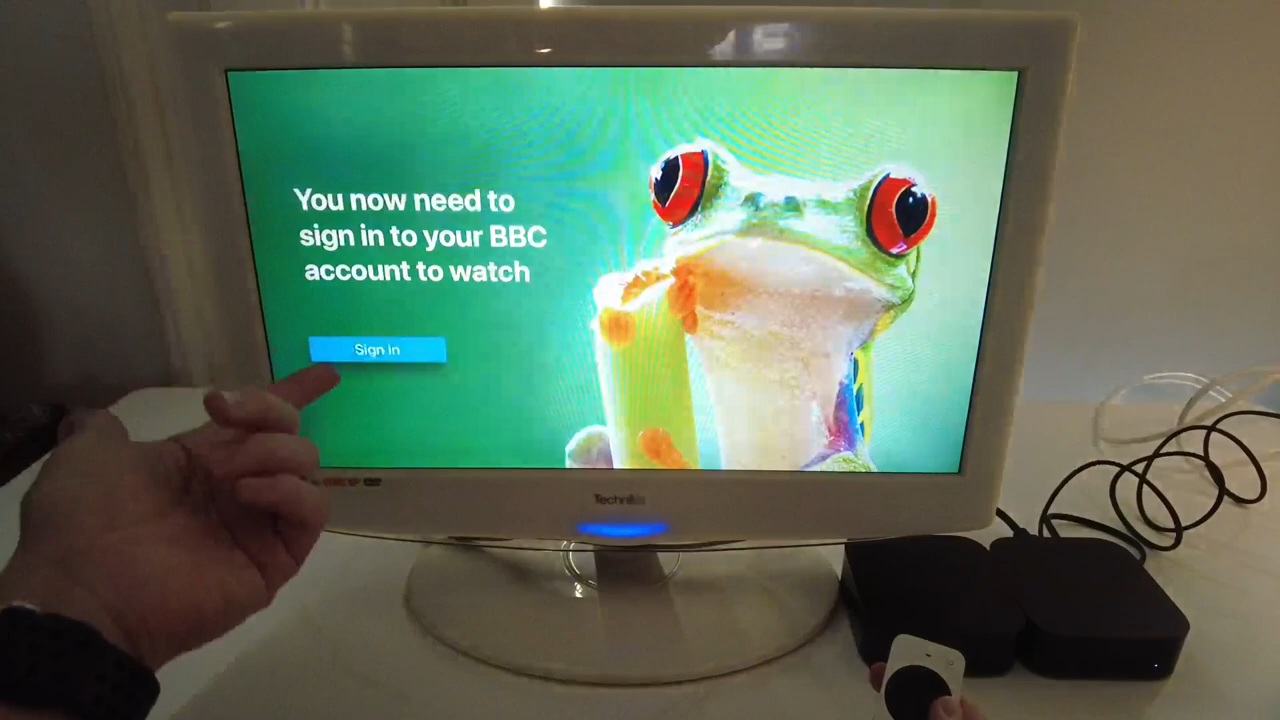 You now need to
sign in to your BBC
account to watch
Sign in
Technika